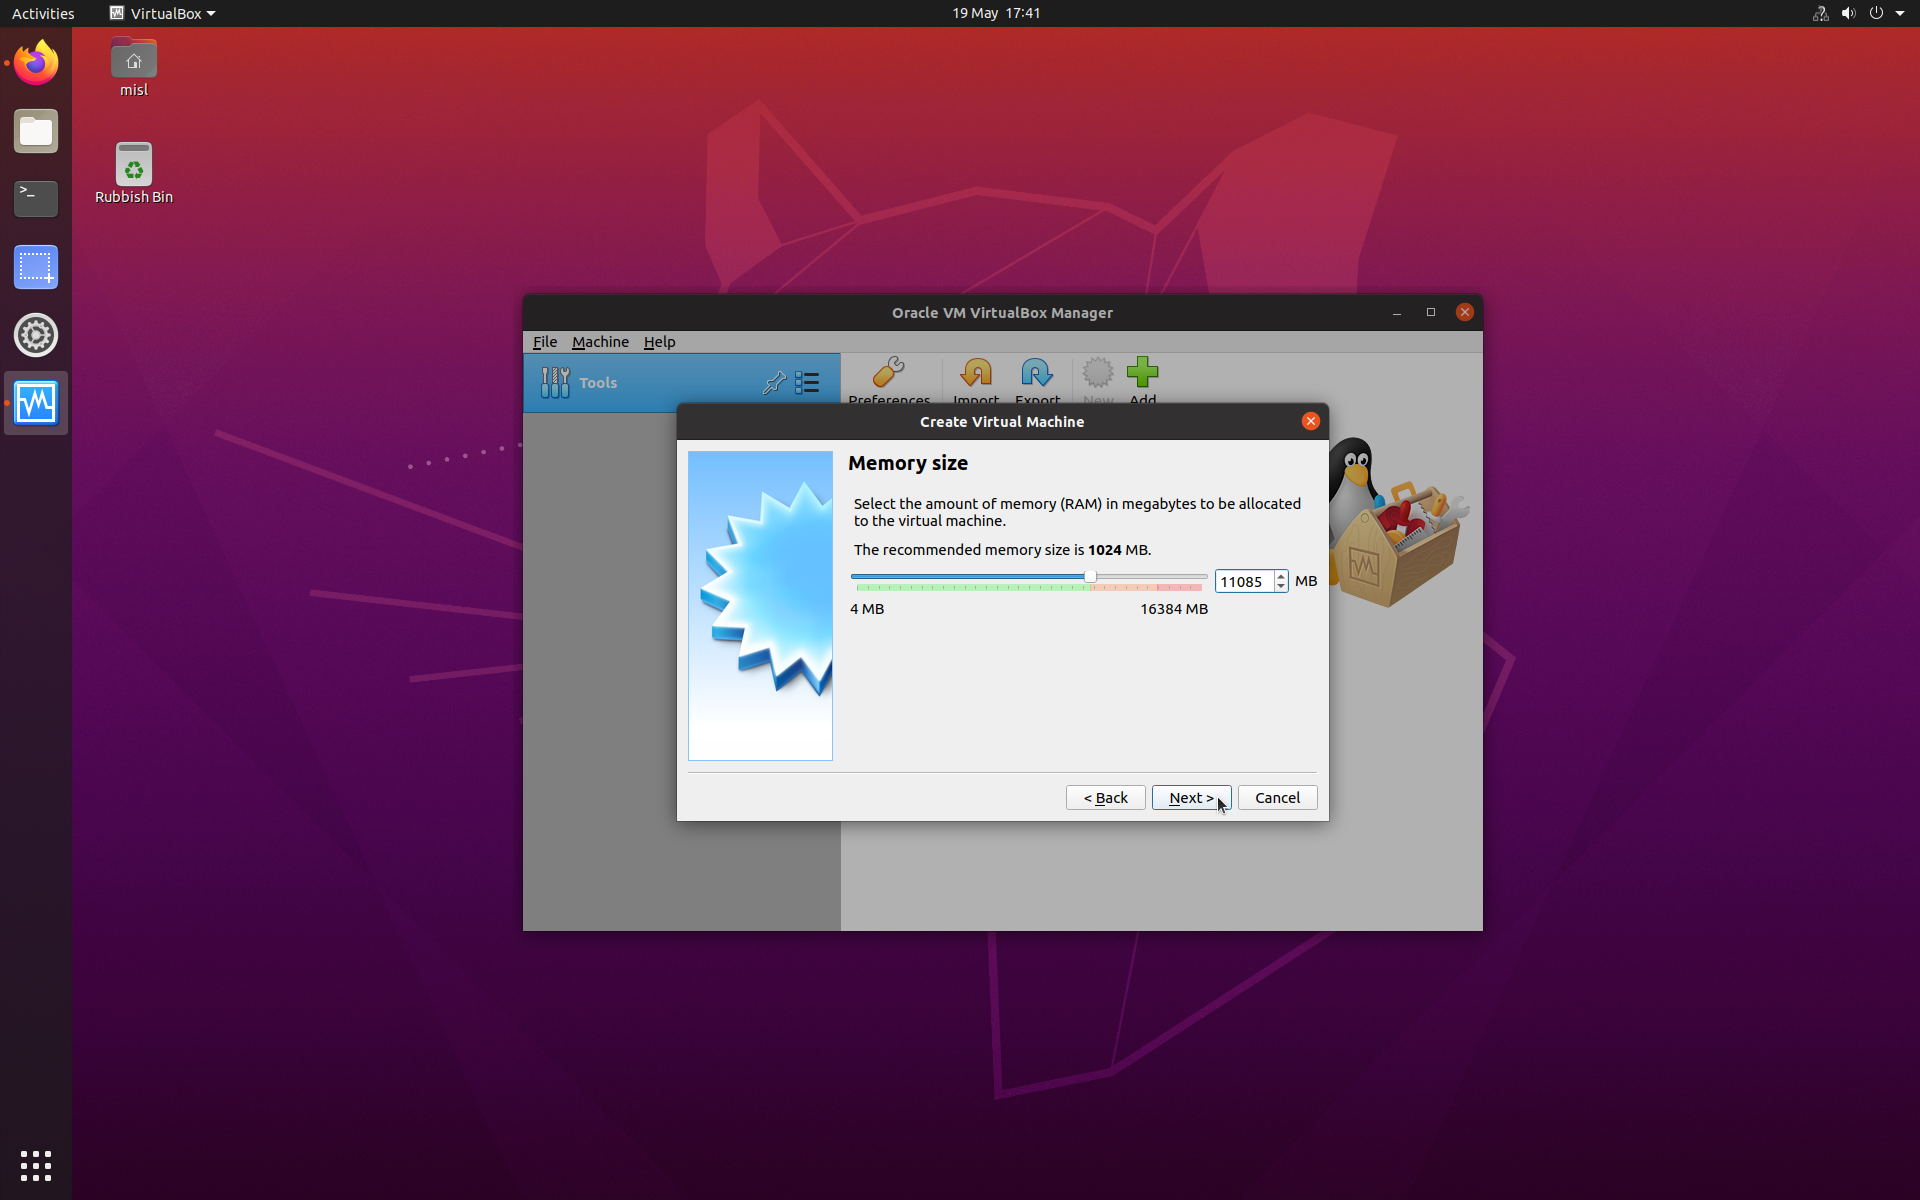 Activities
VirtualBox
19 May 17:41
misl
Rubbish Bin
Oracle VM VirtualBox Manager
File Machine Help
Tools
Preferences Import Export New Add
Create Virtual Machine
Memory size
Select the amount of memory (RAM) in megabytes to be allocated
to the virtual machine.
The recommended memory size is 1024 MB.
11085 MB
4 MB 16384 MB
< Back Next > Cancel